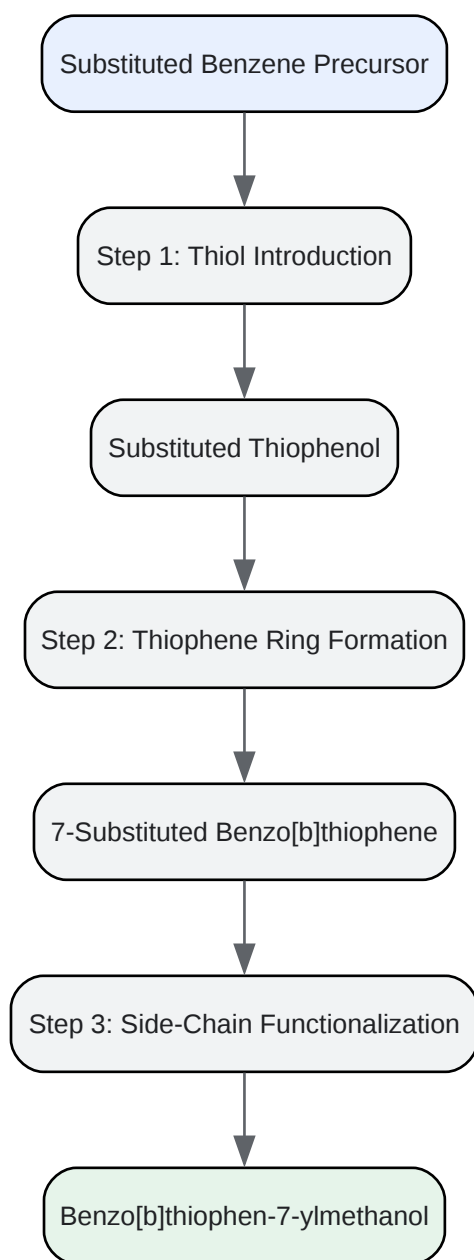 Substituted Benzene Precursor
Step 1: Thiol Introduction
Substituted Thiophenol
Step 2: Thiophene Ring Formation
7-Substituted Benzo[b]thiophene
Step 3: Side-Chain Functionalization
Benzo[b]thiophen-7-ylmethanol